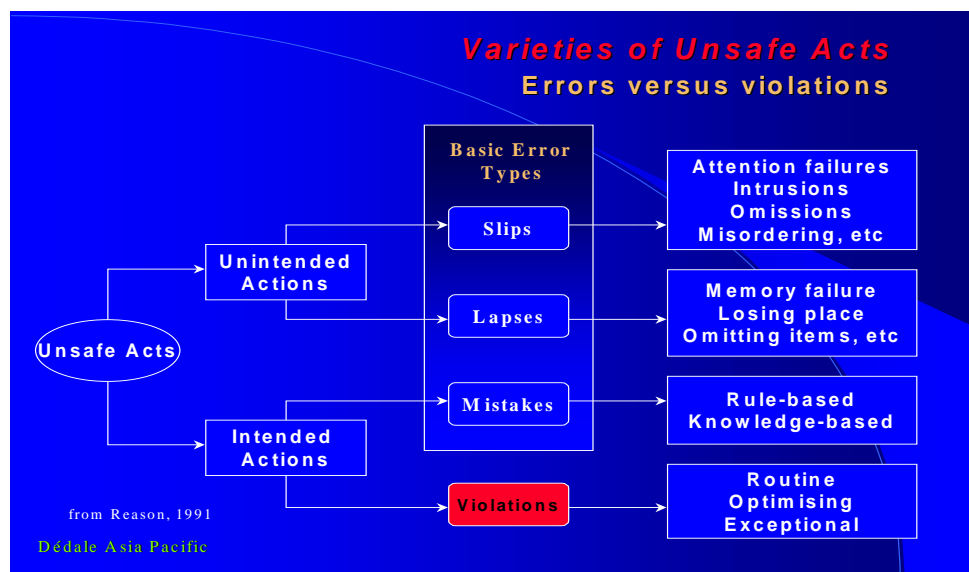 Varieties of Unsafe Acts
Errors versus violations
Basic Error
Types
Unsafe Acts
Unintended
Actions
Slips
Attention failures
Intrusions
Omissions
Misordering, etc
Lapses
Memory failure
Losing place
Omitting items, etc
Intended
Actions
Mistakes
Rule-based
Knowledge-based
Violations
Routine
Optimising
Exceptional
from Reason, 1991
Dédale Asia Pacific